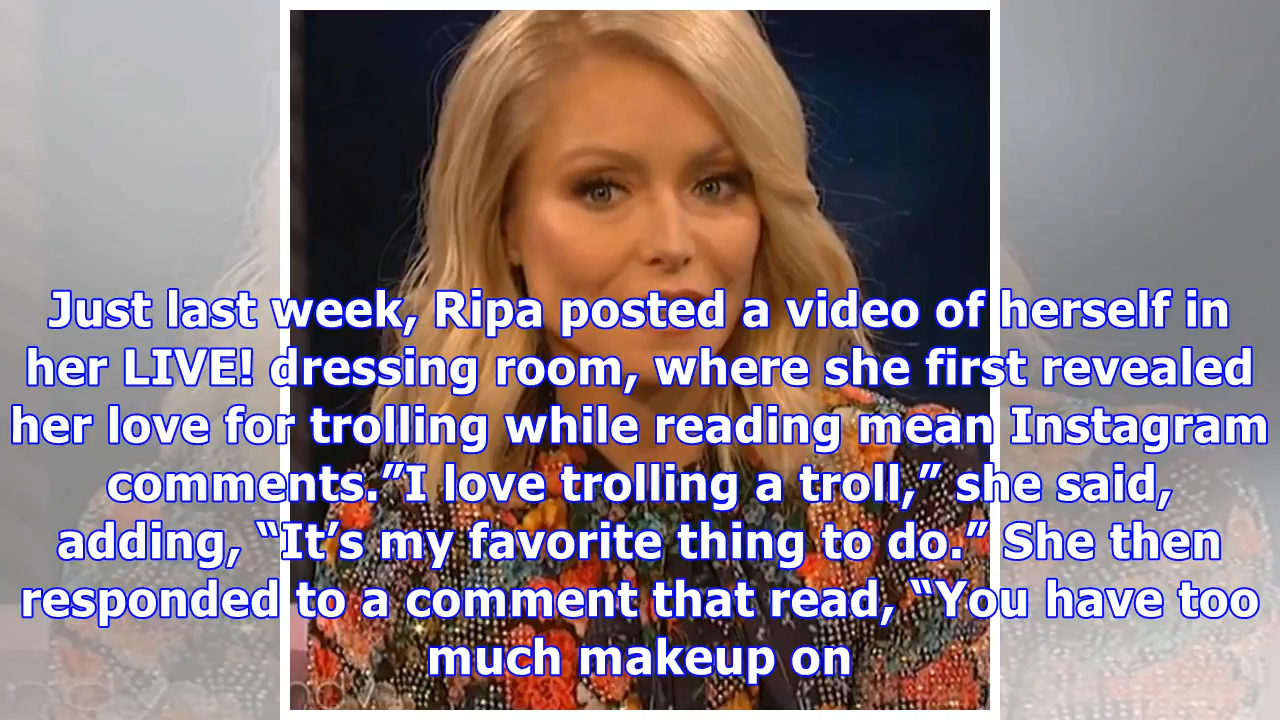 Just last week, Ripa posted a video of herself in
her LIVE! dressing room, where she first revealed
her love for trolling while reading mean Instagram
comments.”I love trolling a troll,” she said,
adding, “It’s my favorite thing to do.” She then
responded to a comment that read, “You have too
much makeup on